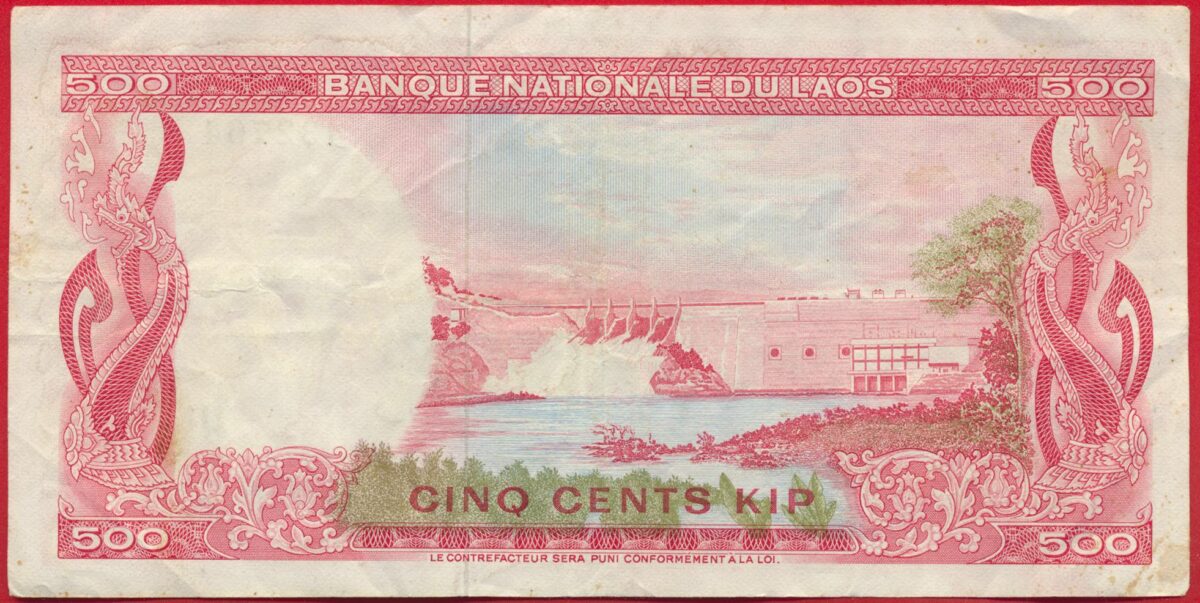 500 BANQUE NATIONALE DU LAOS 500
CINQ CENTS KIP
500 500
LE CONTREFACTEUR SERA PUNI CONFORMÉMENT À LA LOI.